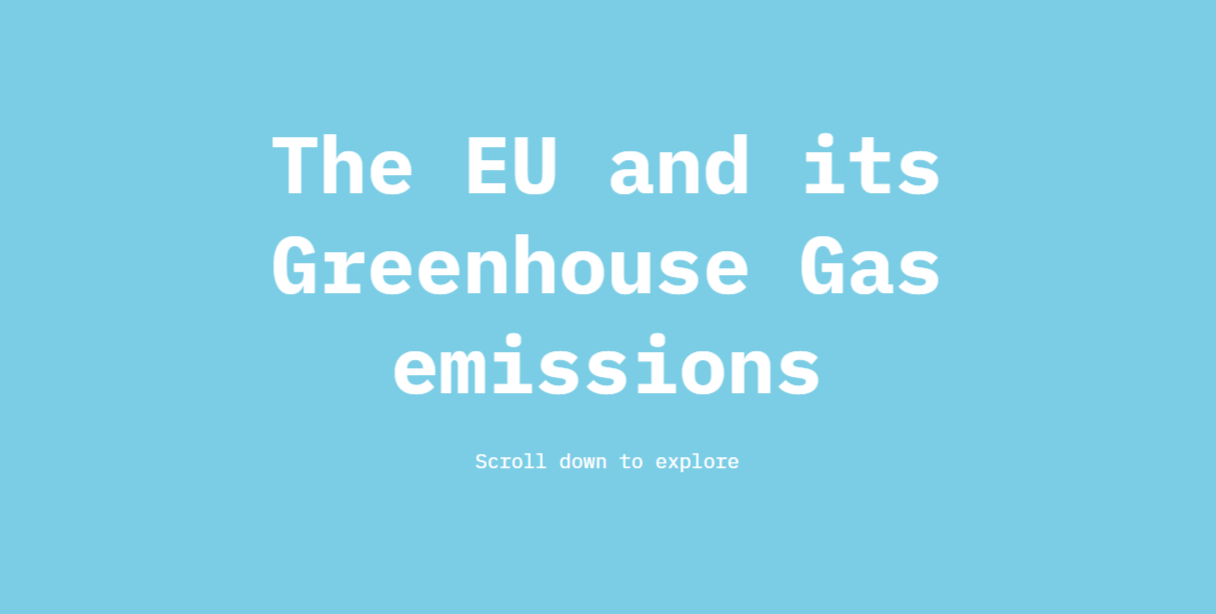 The EU and its
Greenhouse Gas
emissions
Scroll down to explore